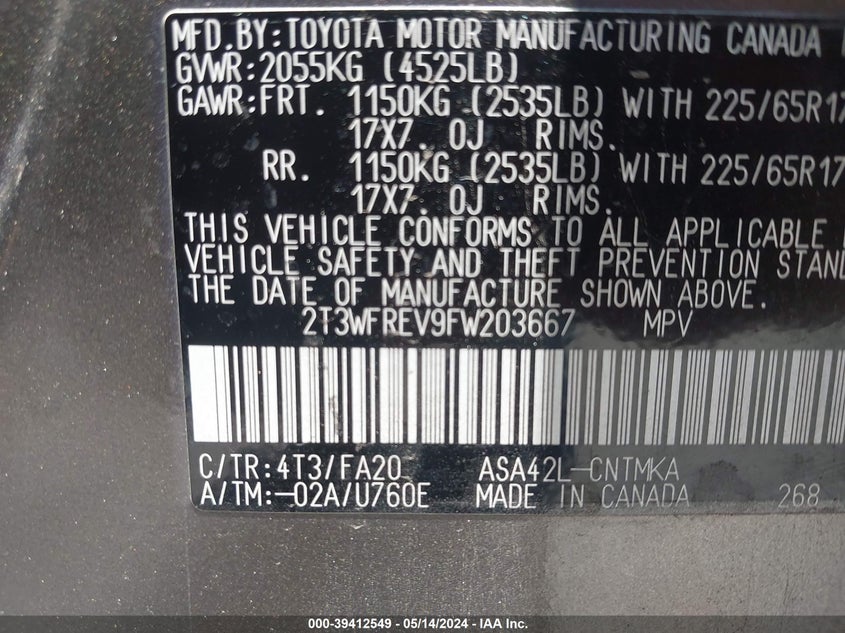 MFD.BY:TOYOTA MOTOR MANUFACTURING CANADA
GVWR:2055KG (4525LB)
GAWR:FRT. 1150KG (2535LB) WITH 225/65R17
17X7.0J RIMS.
RR. 1150KG (2535LB) WITH 225/65R17
17X7.0J RIMS.
THIS VEHICLE CONFORMS TO ALL APPLICABLE
VEHICLE SAFETY AND THEFT PREVENTION STAND
THE DATE OF MANUFACTURE SHOWN ABOVE.
2T3WFREV9FW203667 MPV
C/TR:4T3/FA20 ASA42L-CNTMKA
A/TM:-02A/U760E MADE IN CANADA 268
000-39412549 - 05/14/2024 - IAA Inc.